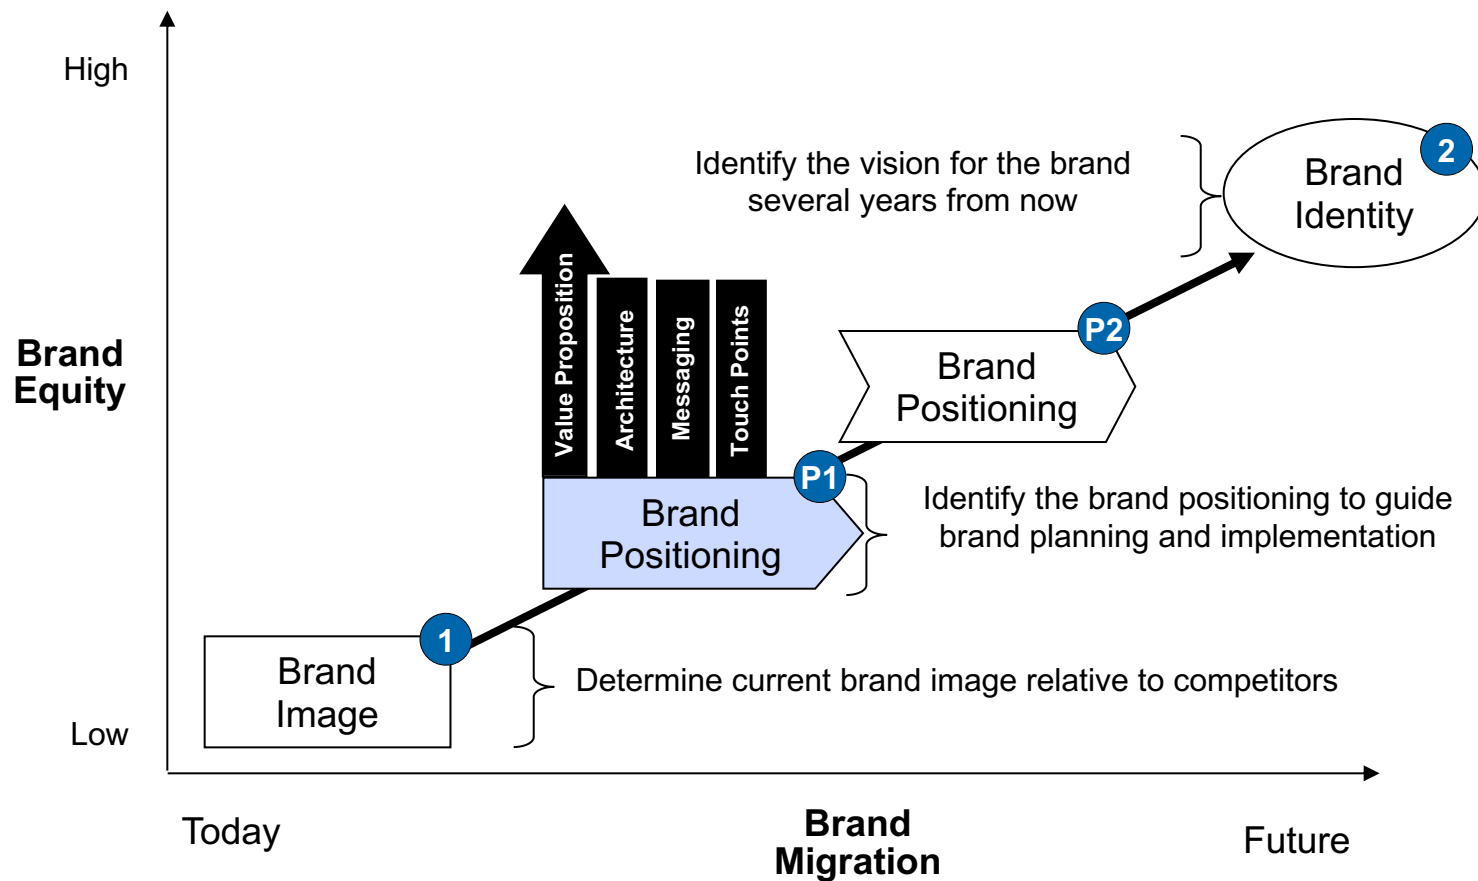 High
Identify the vision for the brand
several years from now
2
Brand
Identity
Value Proposition
Architecture
Messaging
Touch Points
P2
Brand
Positioning
Brand
Equity
P1
Brand
Positioning
Identify the brand positioning to guide
brand planning and implementation
1
Brand
Image
Determine current brand image relative to competitors
Low
Today
Brand
Migration
Future